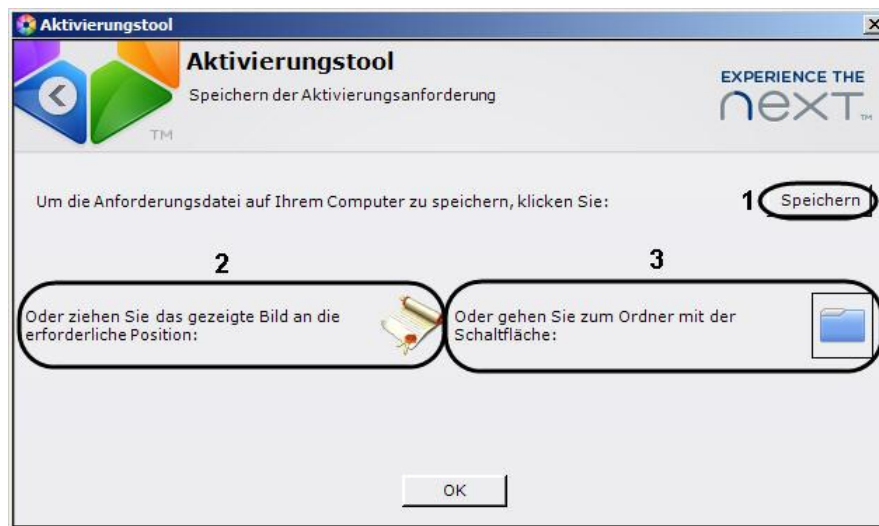 Aktivierungstool
Aktivierungstool
Speichern der Aktivierungsanforderung
EXPERIENCE THE
next™
TM
Um die Anforderungsdatei auf Ihrem Computer zu speichern, klicken Sie:
1
Speichern
2
3
Oder ziehen Sie das gezeigte Bild an die
erforderliche Position:
Oder gehen Sie zum Ordner mit der
Schaltfläche:
OK